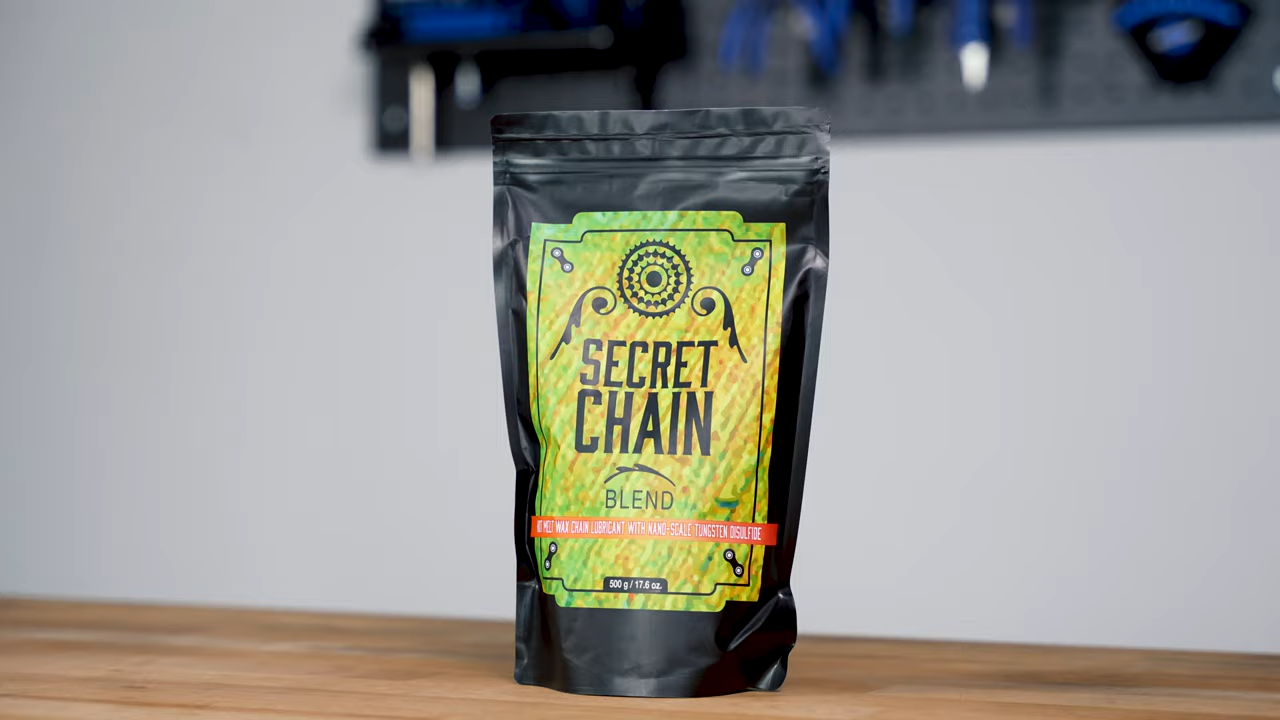 SECRET
CHAIN
BLEND
HOT MELT WAX CHAIN LUBRICANT WITH NANO-SCALE TUNGSTEN DISULFIDE
500 g / 17.6 oz.